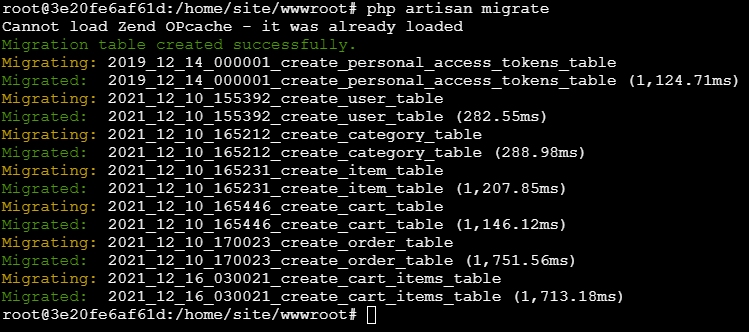 root@3e20fe6af61d:/home/site/wwwroot# php artisan migrate
Cannot load Zend OPcache - it was already loaded
Migration table created successfully.
Migrating: 2019_12_14_000001_create_personal_access_tokens_table
Migrated:  2019_12_14_000001_create_personal_access_tokens_table (1,124.71ms)
Migrating: 2021_12_10_155392_create_user_table
Migrated:  2021_12_10_155392_create_user_table (282.55ms)
Migrating: 2021_12_10_165212_create_category_table
Migrated:  2021_12_10_165212_create_category_table (288.98ms)
Migrating: 2021_12_10_165231_create_item_table
Migrated:  2021_12_10_165231_create_item_table (1,207.85ms)
Migrating: 2021_12_10_165446_create_cart_table
Migrated:  2021_12_10_165446_create_cart_table (1,146.12ms)
Migrating: 2021_12_10_170023_create_order_table
Migrated:  2021_12_10_170023_create_order_table (1,751.56ms)
Migrating: 2021_12_16_030021_create_cart_items_table
Migrated:  2021_12_16_030021_create_cart_items_table (1,713.18ms)
root@3e20fe6af61d:/home/site/wwwroot#